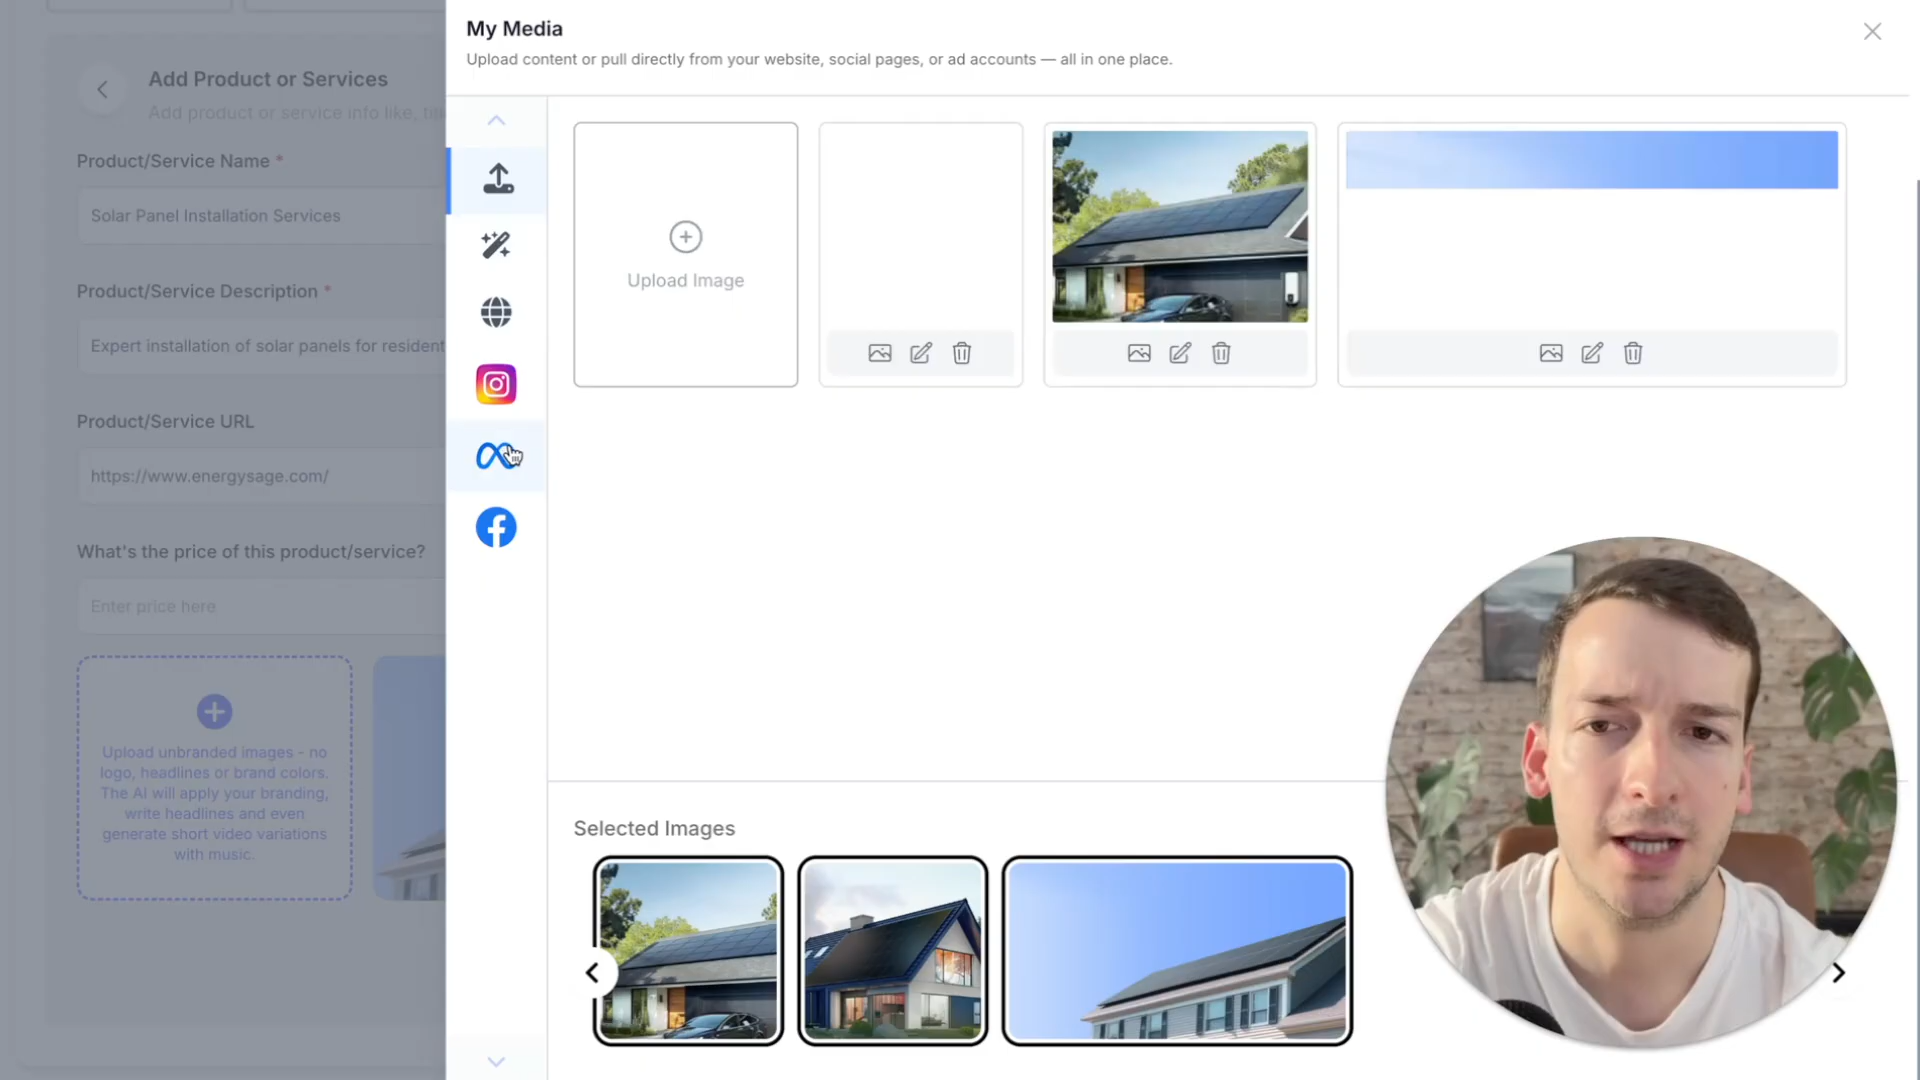 My Media
Upload content or pull directly from your website, social pages, or ad accounts — all in one place.
Add Product or Services
Add product or service info like,
Product/Service Name *
Solar Panel Installation Services
Product/Service Description *
Expert installation of solar panels for resident
Product/Service URL
https://www.energysage.com/
What's the price of this product/service?
Enter price here
Upload unbranded images - no
logo, headlines or brand colors.
The AI will apply your branding,
write headlines and even
generate short video variations
with music.
Upload Image
Selected Images